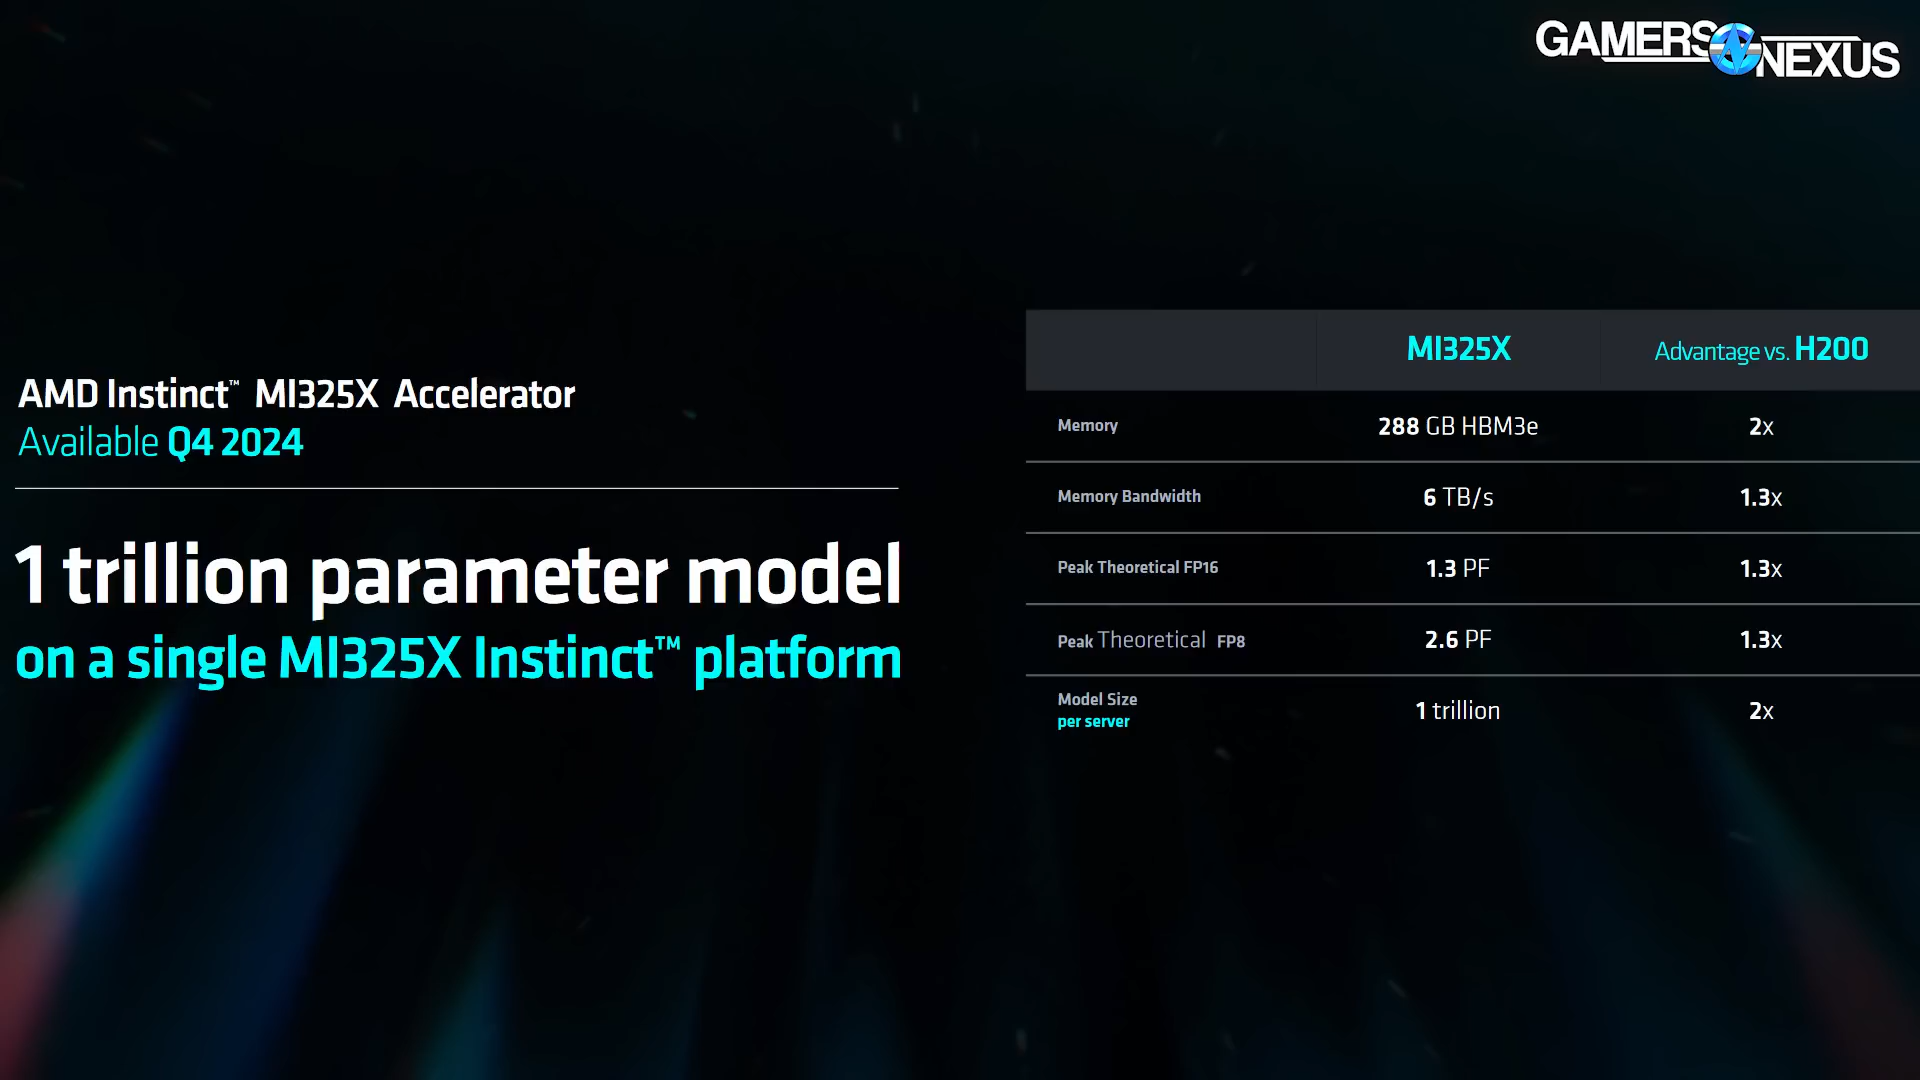 GAMERS NEXUS
AMD Instinct™ MI325X Accelerator
Available Q4 2024
1 trillion parameter model
on a single MI325X Instinct™ platform
MI325X Advantage vs. H200
Memory 288 GB HBM3e 2x
Memory Bandwidth 6 TB/s 1.3x
Peak Theoretical FP16 1.3 PF 1.3x
Peak Theoretical FP8 2.6 PF 1.3x
Model Size
per server 1 trillion 2x